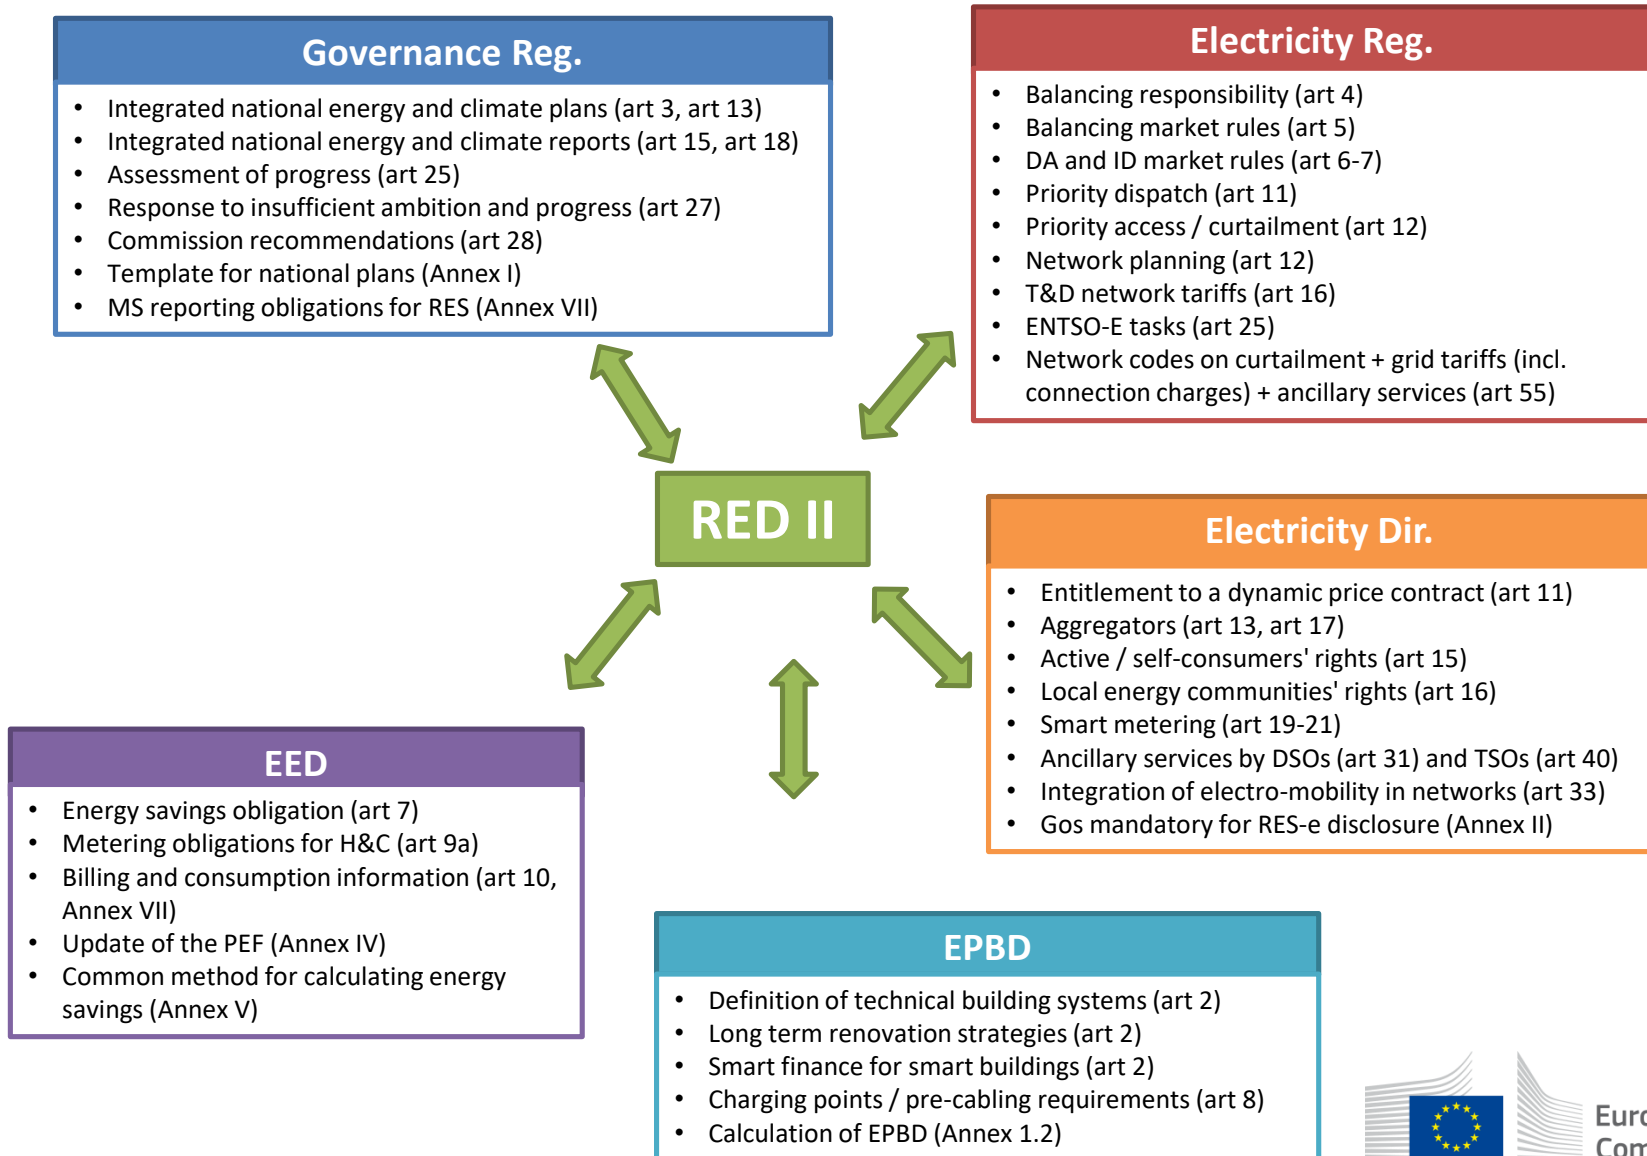 Governance Reg.
• Integrated national energy and climate plans (art 3, art 13)
• Integrated national energy and climate reports (art 15, art 18)
• Assessment of progress (art 25)
• Response to insufficient ambition and progress (art 27)
• Commission recommendations (art 28)
• Template for national plans (Annex I)
• MS reporting obligations for RES (Annex VII)
Electricity Reg.
• Balancing responsibility (art 4)
• Balancing market rules (art 5)
• DA and ID market rules (art 6-7)
• Priority dispatch (art 11)
• Priority access / curtailment (art 12)
• Network planning (art 12)
• T&D network tariffs (art 16)
• ENTSO-E tasks (art 25)
• Network codes on curtailment + grid tariffs (incl.
connection charges) + ancillary services (art 55)
RED II
Electricity Dir.
• Entitlement to a dynamic price contract (art 11)
• Aggregators (art 13, art 17)
• Active / self-consumers' rights (art 15)
• Local energy communities' rights (art 16)
• Smart metering (art 19-21)
• Ancillary services by DSOs (art 31) and TSOs (art 40)
• Integration of electro-mobility in networks (art 33)
• Gos mandatory for RES-e disclosure (Annex II)
EED
• Energy savings obligation (art 7)
• Metering obligations for H&C (art 9a)
• Billing and consumption information (art 10,
Annex VII)
• Update of the PEF (Annex IV)
• Common method for calculating energy
savings (Annex V)
EPBD
• Definition of technical building systems (art 2)
• Long term renovation strategies (art 2)
• Smart finance for smart buildings (art 2)
• Charging points / pre-cabling requirements (art 8)
• Calculation of EPBD (Annex 1.2)